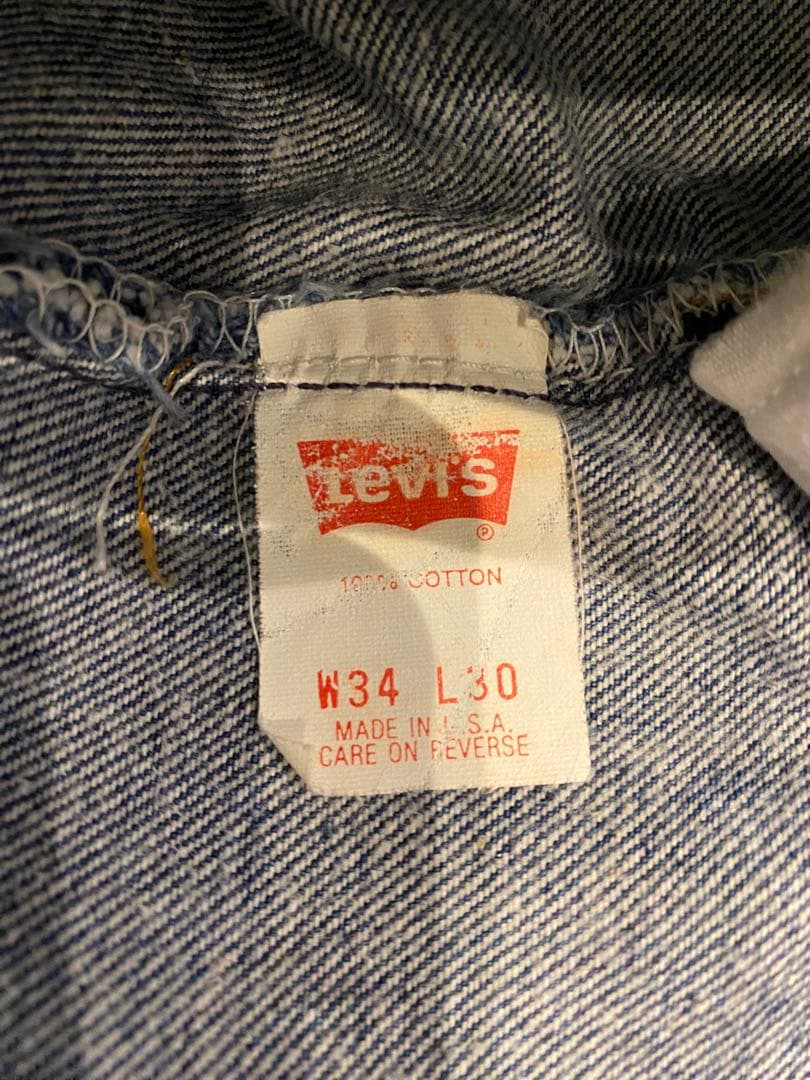 Levi's
®
100% COTTON
W34 L30
MADE IN U.S.A.
CARE ON REVERSE